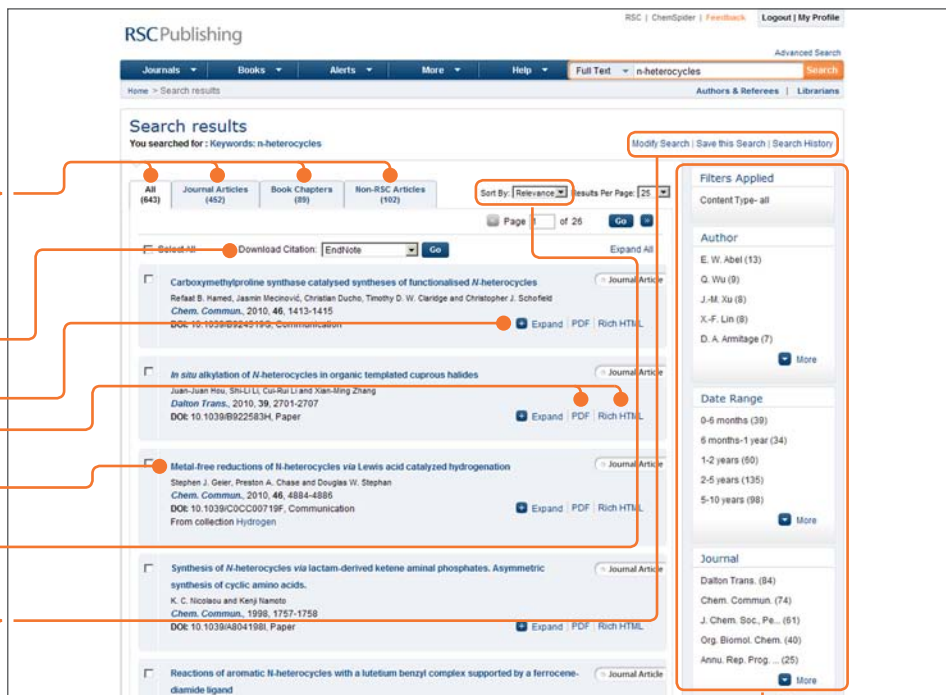 RSC | ChemSpider | Feedback Logout | My Profile
RSCPublishing
Advanced Search
Journals Books Alerts More Help Full Text n-heterocycles Search
Home > Search results Authors & Referees | Librarians
Search results
You searched for : Keywords: n-heterocycles
Modify Search | Save this Search | Search History
All (643) Journal Articles (452) Book Chapters (89) Non-RSC Articles (102)
Sort By: Relevance Results Per Page: 25
Page 1 of 26 Go
Select All Download Citation: EndNote Go Expand All
Carboxymethylproline synthase catalysed syntheses of functionalised N-heterocycles Journal Article
Refaat B. Hamed, Jasmin Mecinović, Christian Ducho, Timothy D. W. Claridge and Christopher J. Schofield
Chem. Commun., 2010, 46, 1413-1415
DOI: 10.1039/B924519G, Communication
Expand PDF Rich HTML
In situ alkylation of N-heterocycles in organic templated cuprous halides Journal Article
Juan-Juan Hou, Shi-Li Li, Cui-Rui Li and Xian-Ming Zhang
Dalton Trans., 2010, 39, 2701-2707
DOI: 10.1039/B922583H, Paper
Expand PDF Rich HTML
Metal-free reductions of N-heterocycles via Lewis acid catalyzed hydrogenation Journal Article
Stephen J. Geier, Preston A. Chase and Douglas W. Stephan
Chem. Commun., 2010, 46, 4884-4886
DOI: 10.1039/C0CC00719F, Communication
Expand PDF Rich HTML
From collection Hydrogen
Synthesis of N-heterocycles via lactam-derived ketene aminal phosphates. Asymmetric Journal Article
synthesis of cyclic amino acids.
K. C. Nicolaou and Kenji Namoto
Chem. Commun., 1998, 1757-1758
DOI: 10.1039/A804198I, Paper
Expand PDF Rich HTML
Reactions of aromatic N-heterocycles with a lutetium benzyl complex supported by a ferrocene- Journal Article
diamide ligand
Filters Applied
Content Type- all
Author
E. W. Abel (13)
Q. Wu (9)
J.-M. Xu (8)
X.-F. Lin (8)
D. A. Armitage (7)
More
Date Range
0-6 months (39)
6 months-1 year (34)
1-2 years (60)
2-5 years (135)
5-10 years (98)
More
Journal
Dalton Trans. (84)
Chem. Commun. (74)
J. Chem. Soc., Pe... (61)
Org. Biomol. Chem. (40)
Annu. Rep. Prog. ... (25)
More